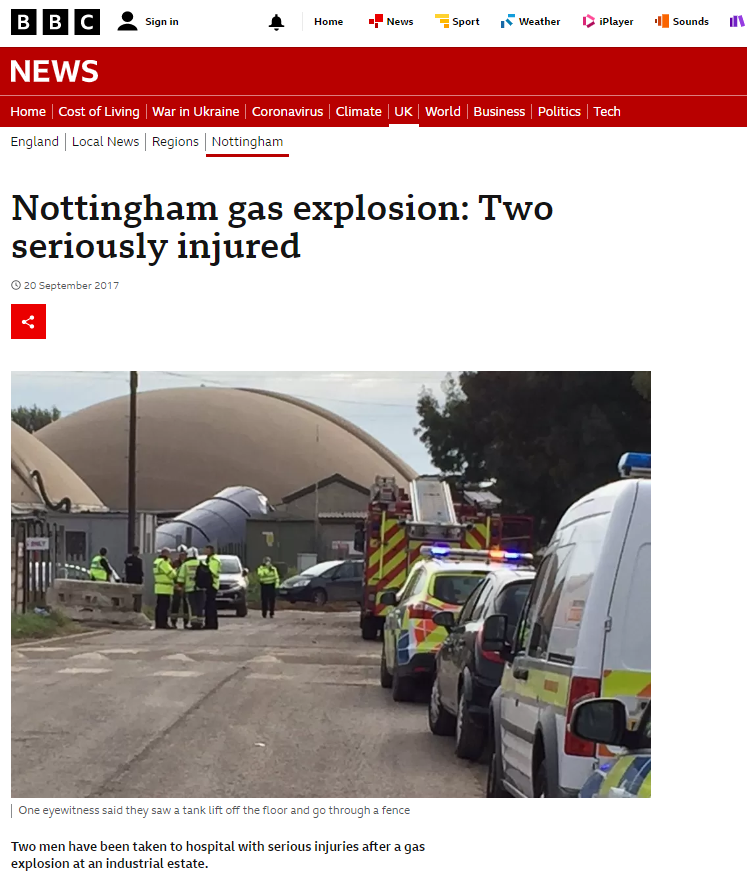 BBC Sign in Home News Sport Weather iPlayer Sounds
NEWS
Home Cost of Living War in Ukraine Coronavirus Climate UK World Business Politics Tech
England Local News Regions Nottingham
Nottingham gas explosion: Two
seriously injured
20 September 2017
One eyewitness said they saw a tank lift off the floor and go through a fence
Two men have been taken to hospital with serious injuries after a gas
explosion at an industrial estate.